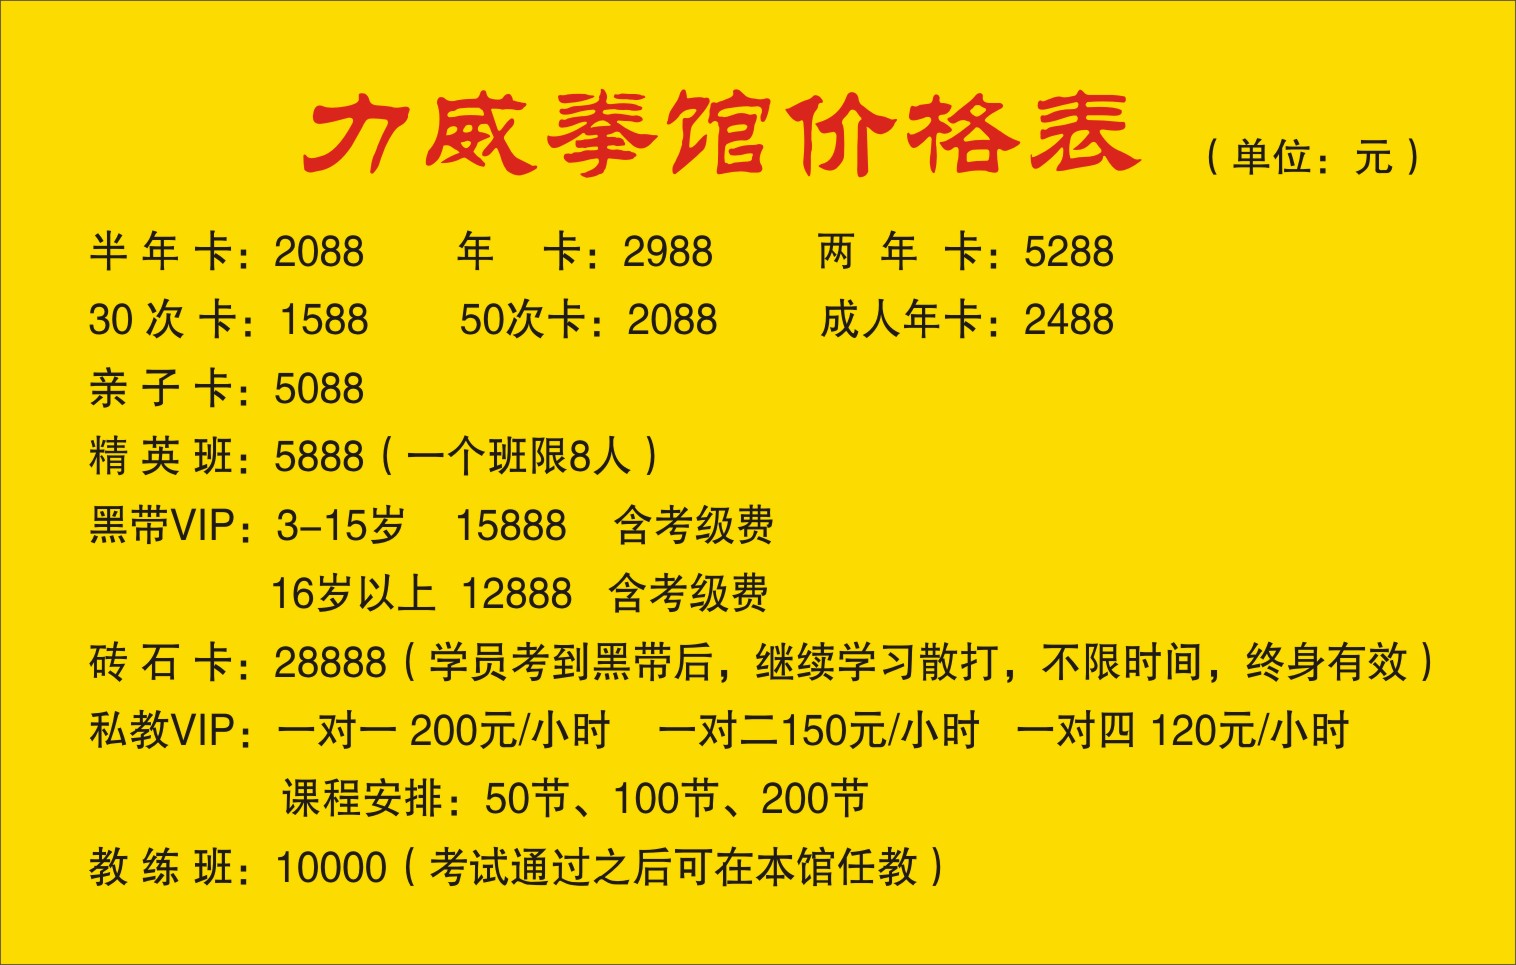 力威拳馆价格表 （单位：元）
半年卡：2088 年卡：2988 两年卡：5288
30次卡：1588 50次卡：2088 成人年卡：2488
亲子卡：5088
精英班：5888（一个班限8人）
黑带VIP：3-15岁 15888 含考级费
16岁以上 12888 含考级费
砖石卡：28888（学员考到黑带后，继续学习散打，不限时间，终身有效）
私教VIP：一对一 200元/小时 一对二150元/小时 一对四 120元/小时
课程安排：50节、100节、200节
教练班：10000（考试通过之后可在本馆任教）